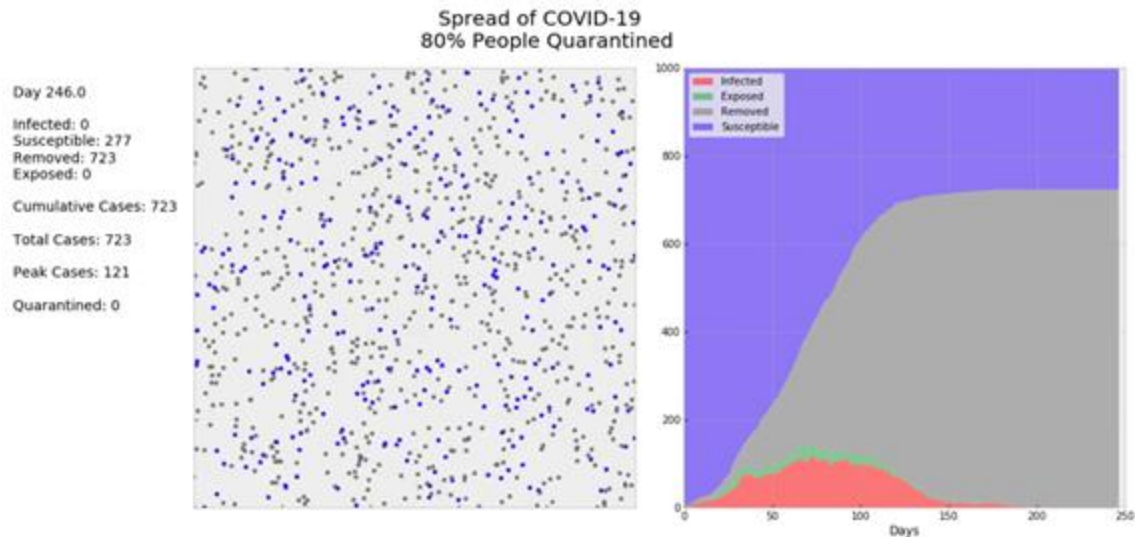 Spread of COVID-19
80% People Quarantined
Day 246.0
Infected: 0
Susceptible: 277
Removed: 723
Exposed: 0
Cumulative Cases: 723
Total Cases: 723
Peak Cases: 121
Quarantined: 0
1000
800
600
400
200
0
Infected
Exposed
Removed
Susceptible
0 50 100 150 200 250
Days